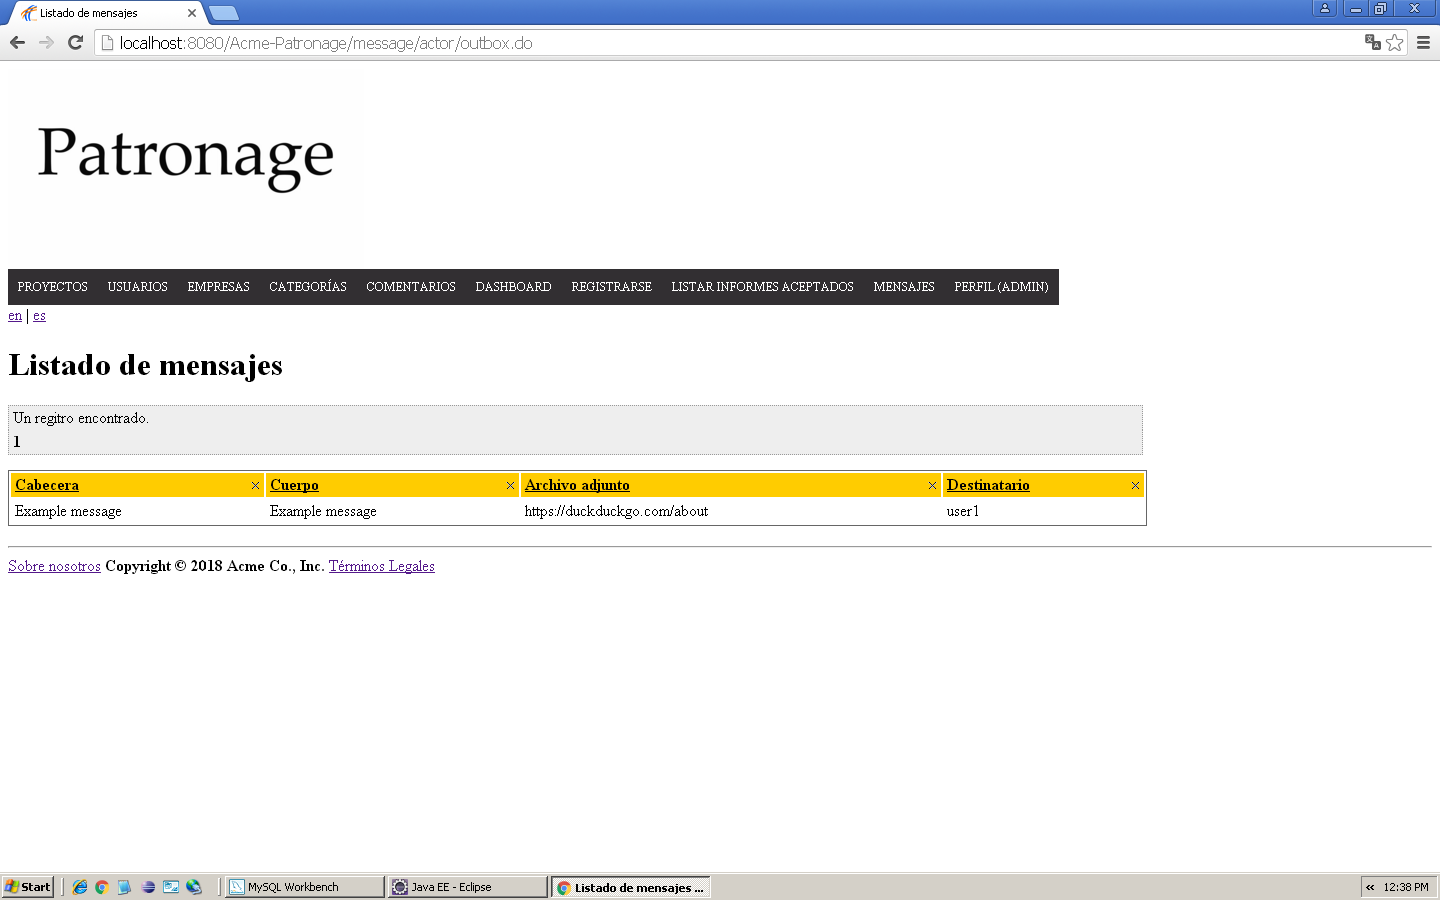 Listado de mensajes
localhost:8080/Acme-Patronage/message/actor/outbox.do
Patronage
PROYECTOS USUARIOS EMPRESAS CATEGORÍAS COMENTARIOS DASHBOARD REGISTRARSE LISTAR INFORMES ACEPTADOS MENSAJES PERFIL (ADMIN)
en | es
Listado de mensajes
Un regitro encontrado.
1
Cabecera Cuerpo Archivo adjunto Destinatario
Example message Example message https://duckduckgo.com/about user1
Sobre nosotros Copyright © 2018 Acme Co., Inc. Términos Legales
Start MySQL Workbench Java EE - Eclipse Listado de mensajes ... « 12:38 PM